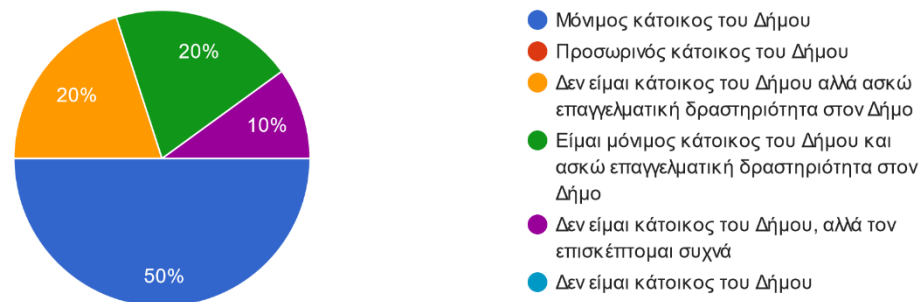 20%
20%
10%
50%
Μόνιμος κάτοικος του Δήμου
Προσωρινός κάτοικος του Δήμου
Δεν είμαι κάτοικος του Δήμου αλλά ασκώ
επαγγελματική δραστηριότητα στον Δήμο
Είμαι μόνιμος κάτοικος του Δήμου και
ασκώ επαγγελματική δραστηριότητα στον
Δήμο
Δεν είμαι κάτοικος του Δήμου, αλλά τον
επισκέπτομαι συχνά
Δεν είμαι κάτοικος του Δήμου